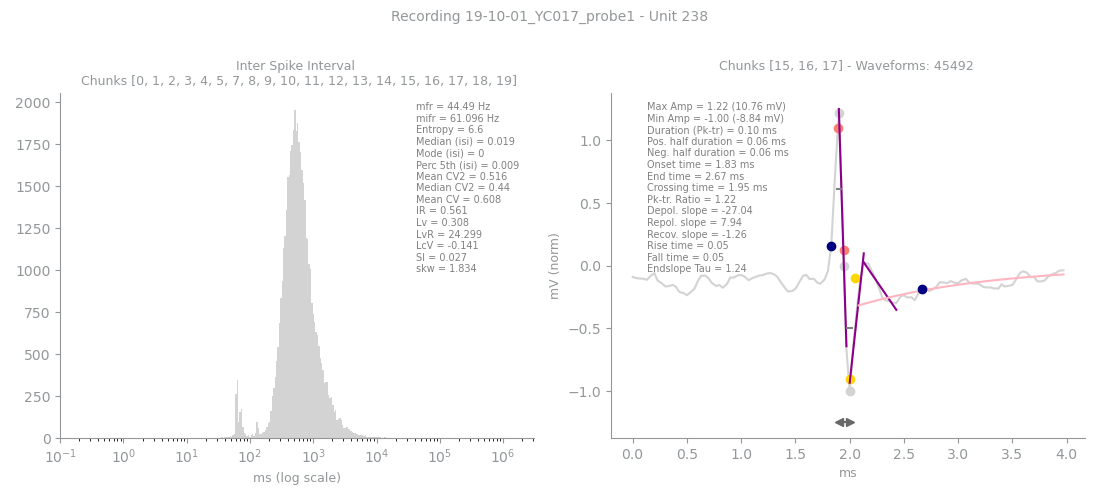 Recording 19-10-01_YC017_probe1 - Unit 238
Inter Spike Interval
Chunks [0, 1, 2, 3, 4, 5, 7, 8, 9, 10, 11, 12, 13, 14, 15, 16, 17, 18, 19]
2000
1750
1500
1250
1000
750
500
250
0
mfr = 44.49 Hz
mifr = 61.096 Hz
Entropy = 6.6
Median (isi) = 0.019
Mode (isi) = 0
Perc 5th (isi) = 0.009
Mean CV2 = 0.516
Median CV2 = 0.44
Mean CV = 0.608
IR = 0.561
Lv = 0.308
LvR = 24.299
LcV = -0.141
SI = 0.027
skw = 1.834
10⁻¹ 10⁰ 10¹ 10² 10³ 10⁴ 10⁵ 10⁶
ms (log scale)
Chunks [15, 16, 17] - Waveforms: 45492
mV (norm)
1.0
0.5
0.0
−0.5
−1.0
Max Amp = 1.22 (10.76 mV)
Min Amp = -1.00 (-8.84 mV)
Duration (Pk-tr) = 0.10 ms
Pos. half duration = 0.06 ms
Neg. half duration = 0.06 ms
Onset time = 1.83 ms
End time = 2.67 ms
Crossing time = 1.95 ms
Pk-tr. Ratio = 1.22
Depol. slope = -27.04
Repol. slope = 7.94
Recov. slope = -1.26
Rise time = 0.05
Fall time = 0.05
Endslope Tau = 1.24
0.0 0.5 1.0 1.5 2.0 2.5 3.0 3.5 4.0
ms